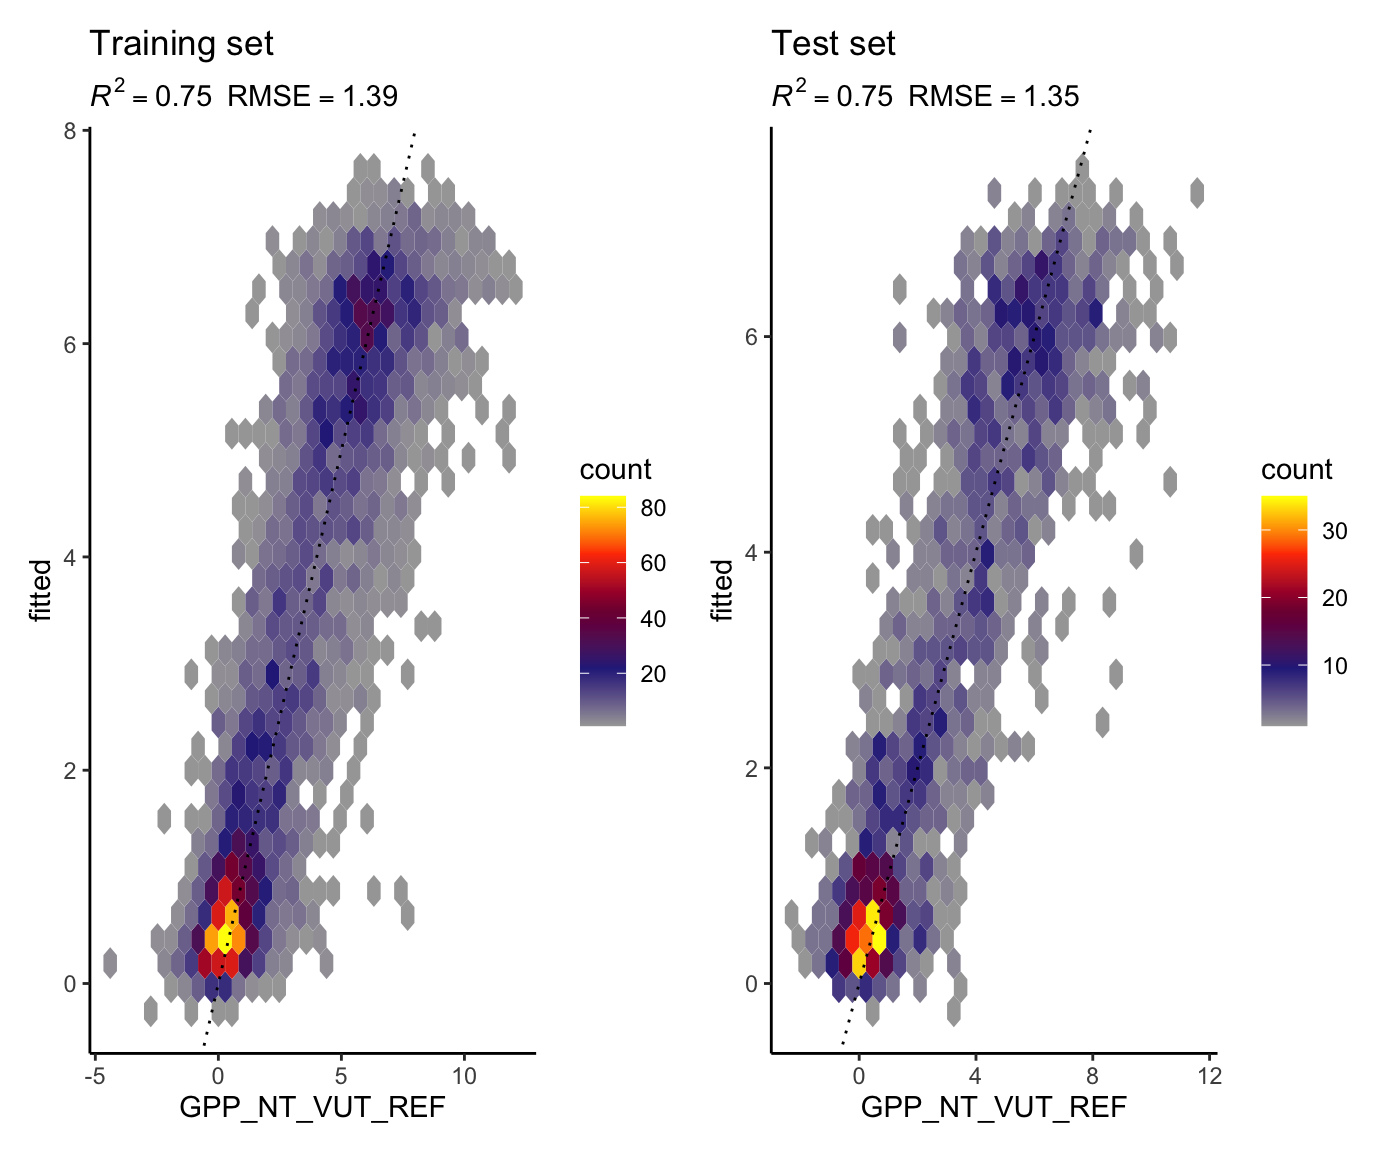 Training set
R² = 0.75 RMSE = 1.39
8
6
4
2
0
fitted
-5 0 5 10
GPP_NT_VUT_REF
count
80
60
40
20
Test set
R² = 0.75 RMSE = 1.35
6
4
2
0
fitted
0 4 8 12
GPP_NT_VUT_REF
count
30
20
10